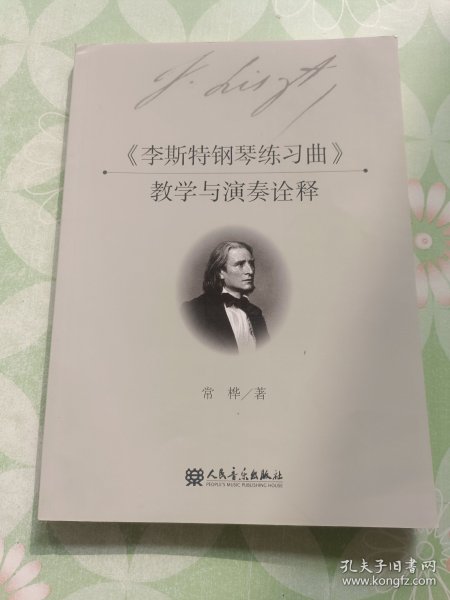 F. Liszt
《李斯特钢琴练习曲》
教学与演奏诠释
常 桦／著
人民音乐出版社
PEOPLE'S MUSIC PUBLISHING HOUSE
孔夫子旧书网
www.kongfz.com